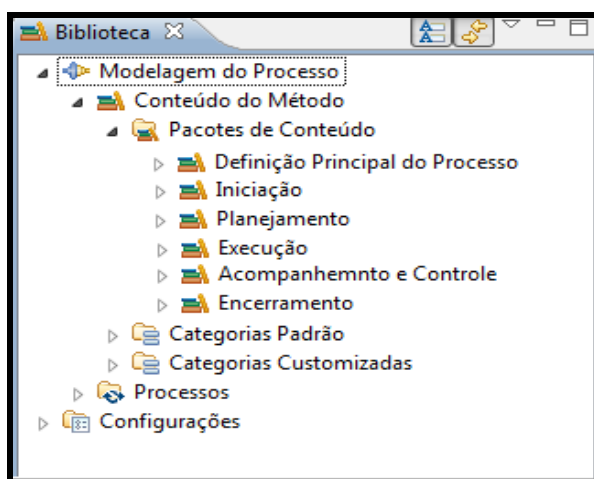 Biblioteca
Modelagem do Processo
Conteúdo do Método
Pacotes de Conteúdo
Definição Principal do Processo
Iniciação
Planejamento
Execução
Acompanhemnto e Controle
Encerramento
Categorias Padrão
Categorias Customizadas
Processos
Configurações